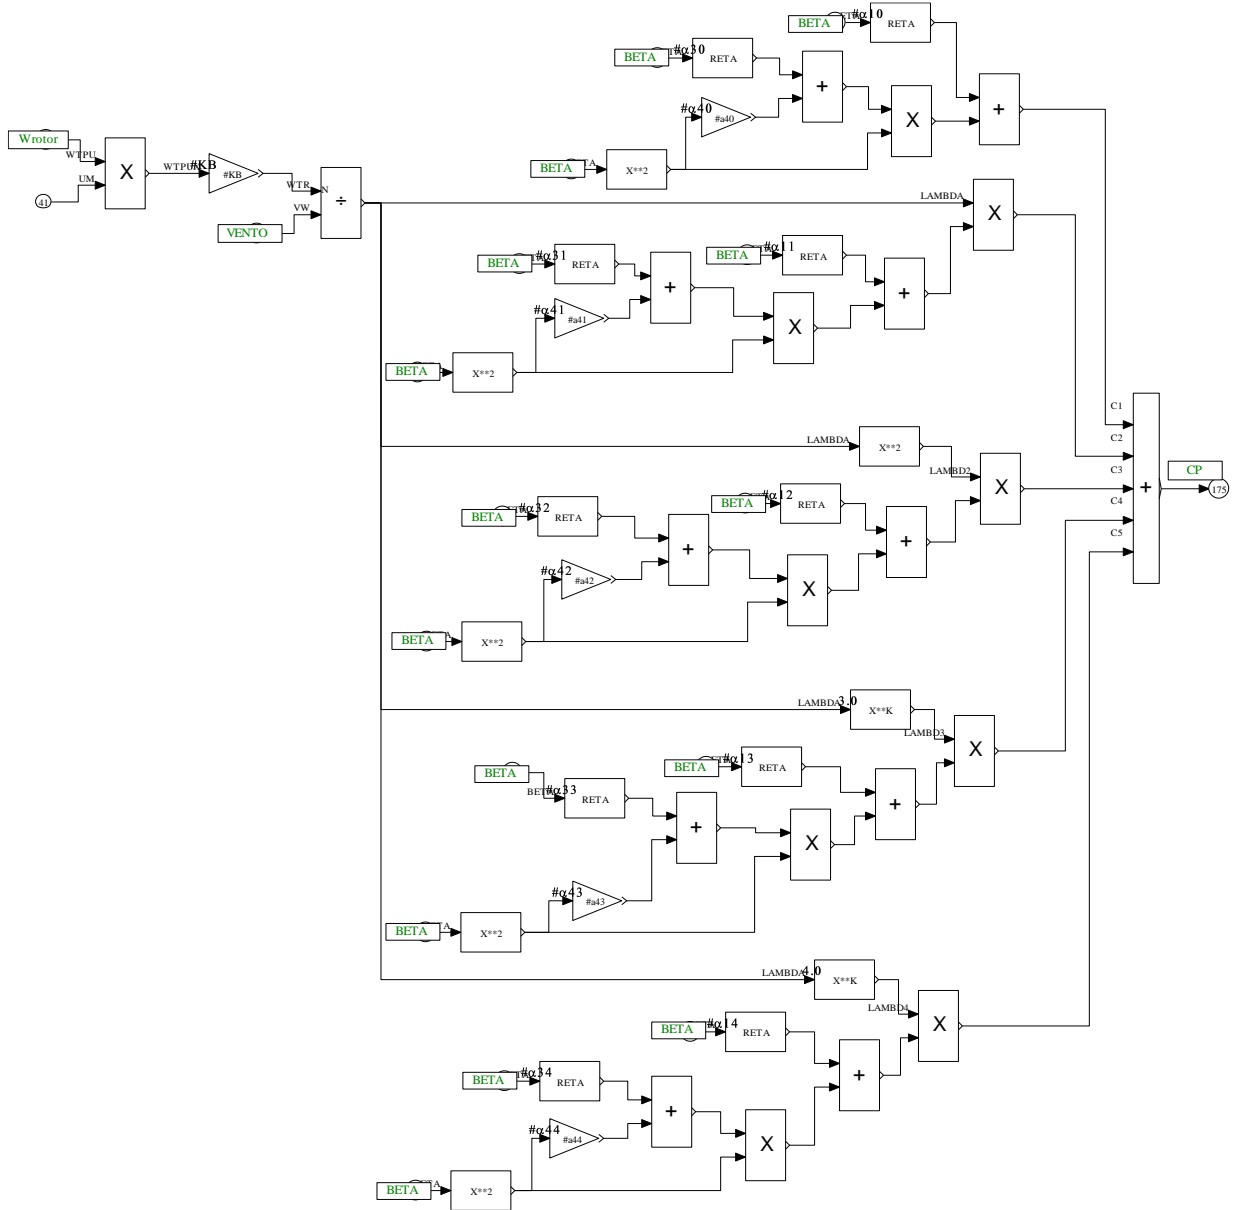 BETA #α10 RETA
BETA #α30 RETA
+
+
#α40 #a40
X
BETA X**2
Wrotor
WTPU
X
UM
41
WTPU #KB #KB
WTR N
÷
VW
VENTO
LAMBDA
X
BETA #α31 RETA
BETA #α11 RETA
+
+
#α41 #a41
X
BETA X**2
LAMBDA X**2
LAMBD2
X
BETA #α32 RETA
BETA #α12 RETA
+
+
#α42 #a42
X
BETA X**2
C1
C2
C3
C4
C5
+
CP
175
LAMBDA 3.0 X**K
LAMBD3
X
BETA #α33 RETA
BETA #α13 RETA
+
+
#α43 #a43
X
BETA X**2
LAMBDA 4.0 X**K
LAMBD4
X
BETA #α14 RETA
BETA #α34 RETA
+
+
#α44 #a44
X
BETA X**2